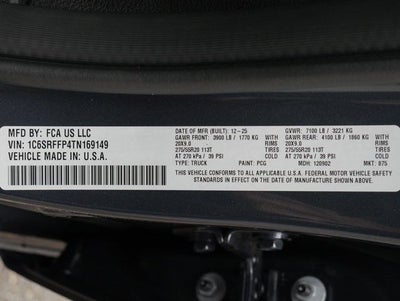 MFD BY: FCA US LLC
VIN: 1C6SRFFP4TN169149
VEHICLE MADE IN: U.S.A.
DATE OF MFR (BUILT): 12-25 GVWR: 7100 LB / 3221 KG
GAWR FRONT: 3900 LB / 1770 KG GAWR REAR: 4100 LB / 1860 KG
20X9.0 RIMS 20X9.0 RIMS
275/55R20 113T TIRES 275/55R20 113T TIRES
AT 270 kPa / 39 PSI COLD AT 270 kPa / 39 PSI COLD
TYPE: TRUCK PAINT: PCG MDH: 120902 MKT: 875
THIS VEHICLE CONFORMS TO ALL APPLICABLE U.S.A. FEDERAL MOTOR VEHICLE
SAFETY STANDARDS IN EFFECT ON THE DATE OF MANUFACTURE SHOWN ABOVE.